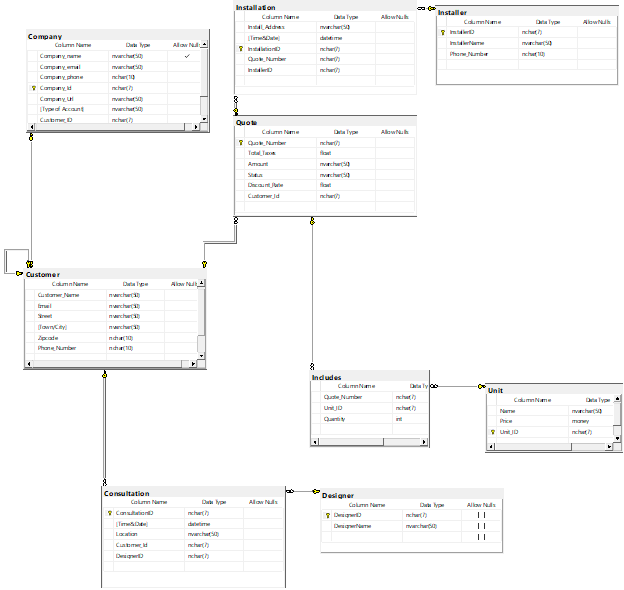 Installation
Column Name Data Type Allow Nulls
Install_Address nvarchar(50)
[Time&Date] datetime
InstallationID nchar(7)
Quote_Number nchar(7)
InstallerID nchar(7)
Installer
Column Name Data Type Allow Nulls
InstallerID nchar(7)
InstallerName nvarchar(50)
Phone_Number nchar(10)
Company
Column Name Data Type Allow Nulls
Company_name nvarchar(50)
Company_email nvarchar(50)
Company_phone nchar(10)
Company_Id nchar(7)
Company_Url nvarchar(50)
[Type of Account] nvarchar(50)
Customer_ID nchar(7)
Quote
Column Name Data Type Allow Nulls
Quote_Number nchar(7)
Total_Taxes float
Amount nvarchar(50)
Status nvarchar(50)
Discount_Rate float
Customer_Id nchar(7)
Customer
Column Name Data Type Allow Nulls
Customer_Name nvarchar(50)
Email nvarchar(50)
Street nvarchar(50)
[Town/City] nvarchar(50)
Zipcode nchar(10)
Phone_Number nchar(10)
Includes
Column Name Data Ty
Quote_Number nchar(7)
Unit_ID nchar(7)
Quantity int
Unit
Column Name Data Type
Name nvarchar(50)
Price money
Unit_ID nchar(7)
Consultation
Column Name Data Type Allow Nulls
ConsultationID nchar(7)
[Time&Date] datetime
Location nvarchar(50)
Customer_Id nchar(7)
DesignerID nchar(7)
Designer
Column Name Data Type Allow Nulls
DesignerID nchar(7)
DesignerName nvarchar(50)